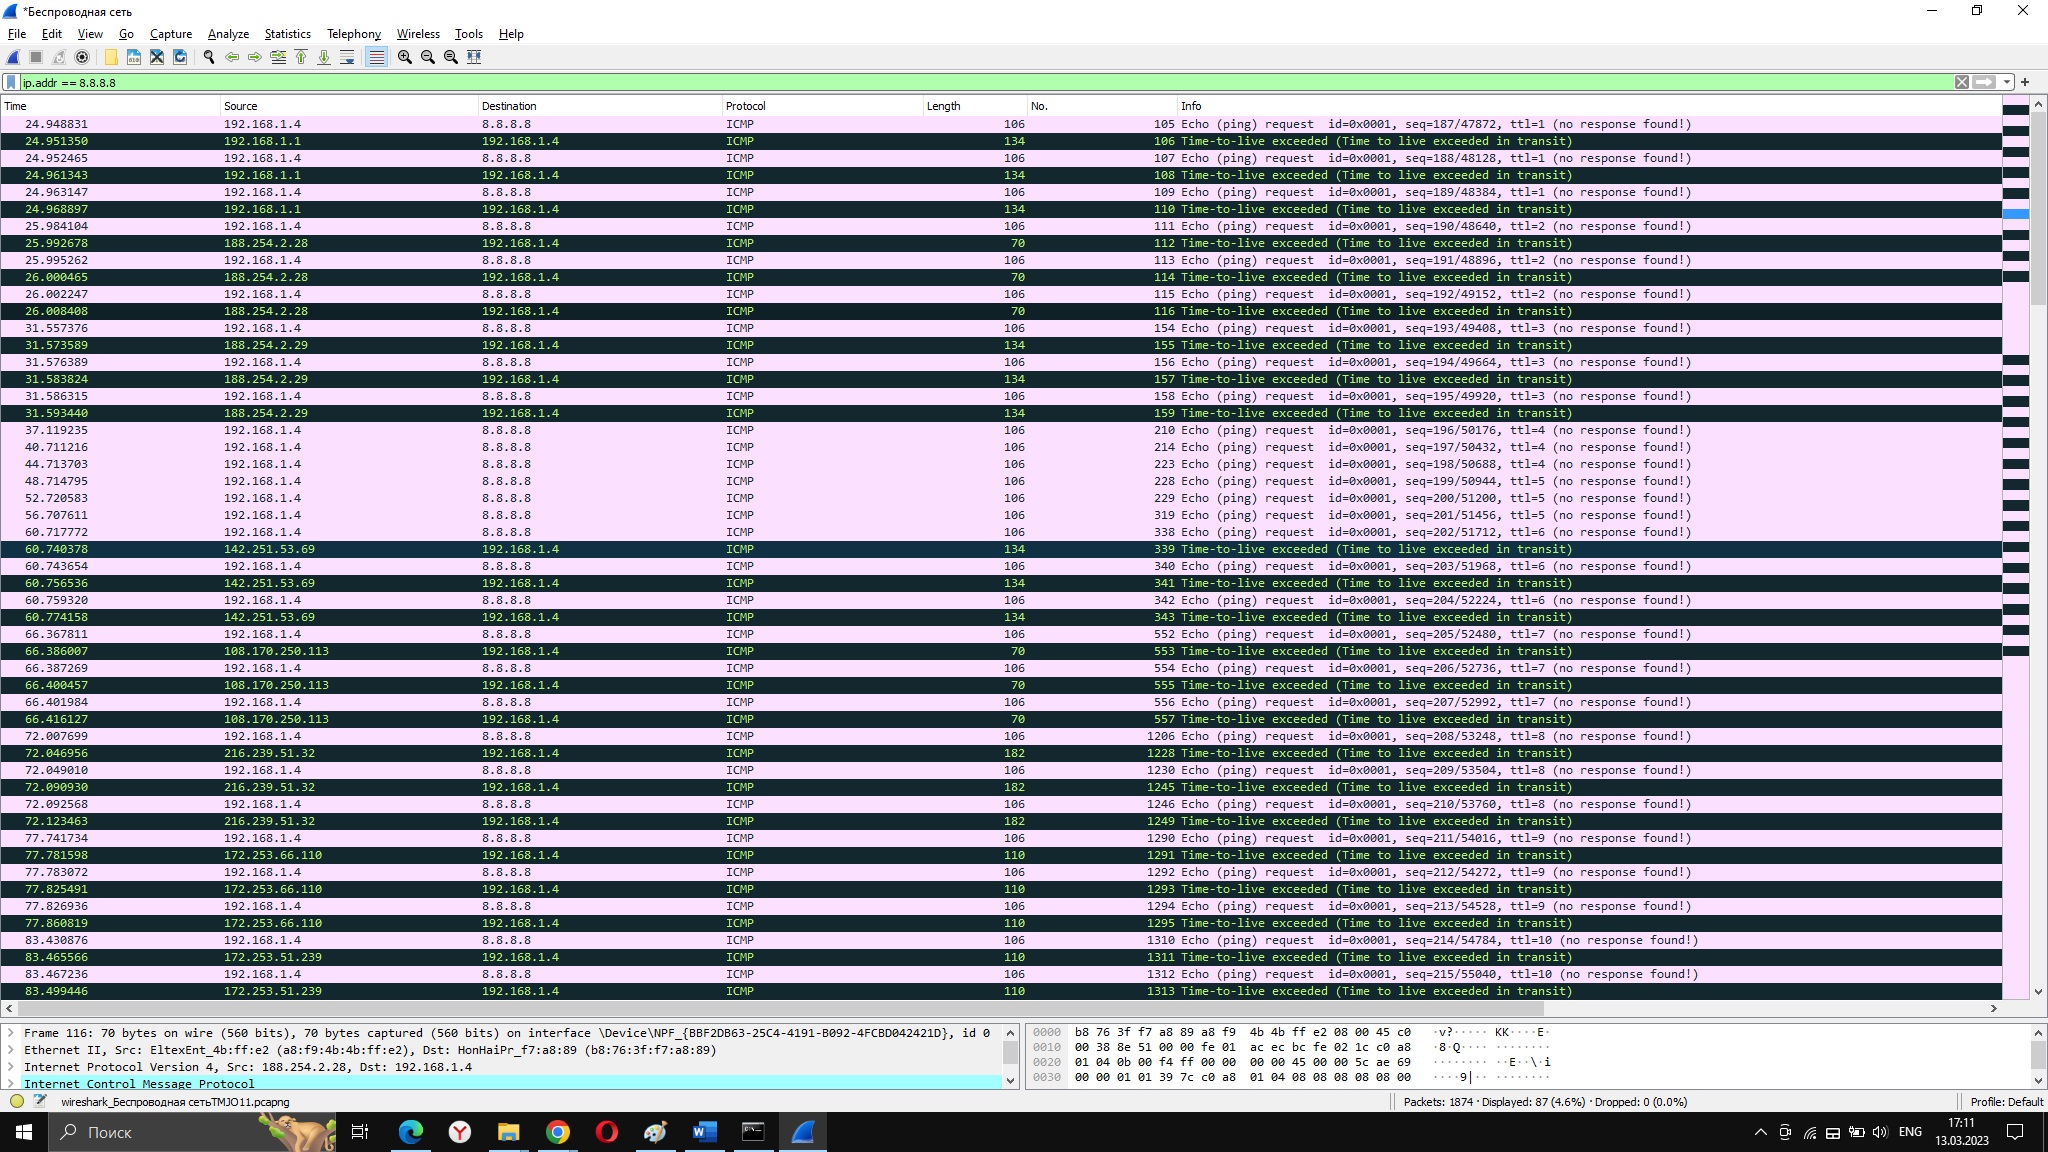 *Беспроводная сеть
File Edit View Go Capture Analyze Statistics Telephony Wireless Tools Help
ip.addr == 8.8.8.8
Time Source Destination Protocol Length No. Info
24.948831 192.168.1.4 8.8.8.8 ICMP 106 105 Echo (ping) request id=0x0001, seq=187/47872, ttl=1 (no response found!)
24.951350 192.168.1.1 192.168.1.4 ICMP 134 106 Time-to-live exceeded (Time to live exceeded in transit)
24.952465 192.168.1.4 8.8.8.8 ICMP 106 107 Echo (ping) request id=0x0001, seq=188/48128, ttl=1 (no response found!)
24.961343 192.168.1.1 192.168.1.4 ICMP 134 108 Time-to-live exceeded (Time to live exceeded in transit)
24.963147 192.168.1.4 8.8.8.8 ICMP 106 109 Echo (ping) request id=0x0001, seq=189/48384, ttl=1 (no response found!)
24.968897 192.168.1.1 192.168.1.4 ICMP 134 110 Time-to-live exceeded (Time to live exceeded in transit)
25.984104 192.168.1.4 8.8.8.8 ICMP 106 111 Echo (ping) request id=0x0001, seq=190/48640, ttl=2 (no response found!)
25.992678 188.254.2.28 192.168.1.4 ICMP 70 112 Time-to-live exceeded (Time to live exceeded in transit)
25.995262 192.168.1.4 8.8.8.8 ICMP 106 113 Echo (ping) request id=0x0001, seq=191/48896, ttl=2 (no response found!)
26.000465 188.254.2.28 192.168.1.4 ICMP 70 114 Time-to-live exceeded (Time to live exceeded in transit)
26.002247 192.168.1.4 8.8.8.8 ICMP 106 115 Echo (ping) request id=0x0001, seq=192/49152, ttl=2 (no response found!)
26.008408 188.254.2.28 192.168.1.4 ICMP 70 116 Time-to-live exceeded (Time to live exceeded in transit)
31.557376 192.168.1.4 8.8.8.8 ICMP 106 154 Echo (ping) request id=0x0001, seq=193/49408, ttl=3 (no response found!)
31.573589 188.254.2.29 192.168.1.4 ICMP 134 155 Time-to-live exceeded (Time to live exceeded in transit)
31.576389 192.168.1.4 8.8.8.8 ICMP 106 156 Echo (ping) request id=0x0001, seq=194/49664, ttl=3 (no response found!)
31.583824 188.254.2.29 192.168.1.4 ICMP 134 157 Time-to-live exceeded (Time to live exceeded in transit)
31.586315 192.168.1.4 8.8.8.8 ICMP 106 158 Echo (ping) request id=0x0001, seq=195/49920, ttl=3 (no response found!)
31.593440 188.254.2.29 192.168.1.4 ICMP 134 159 Time-to-live exceeded (Time to live exceeded in transit)
37.119235 192.168.1.4 8.8.8.8 ICMP 106 210 Echo (ping) request id=0x0001, seq=196/50176, ttl=4 (no response found!)
40.711216 192.168.1.4 8.8.8.8 ICMP 106 214 Echo (ping) request id=0x0001, seq=197/50432, ttl=4 (no response found!)
44.713703 192.168.1.4 8.8.8.8 ICMP 106 223 Echo (ping) request id=0x0001, seq=198/50688, ttl=4 (no response found!)
48.714795 192.168.1.4 8.8.8.8 ICMP 106 228 Echo (ping) request id=0x0001, seq=199/50944, ttl=5 (no response found!)
52.720583 192.168.1.4 8.8.8.8 ICMP 106 229 Echo (ping) request id=0x0001, seq=200/51200, ttl=5 (no response found!)
56.707611 192.168.1.4 8.8.8.8 ICMP 106 319 Echo (ping) request id=0x0001, seq=201/51456, ttl=5 (no response found!)
60.717772 192.168.1.4 8.8.8.8 ICMP 106 338 Echo (ping) request id=0x0001, seq=202/51712, ttl=6 (no response found!)
60.740378 142.251.53.69 192.168.1.4 ICMP 134 339 Time-to-live exceeded (Time to live exceeded in transit)
60.743654 192.168.1.4 8.8.8.8 ICMP 106 340 Echo (ping) request id=0x0001, seq=203/51968, ttl=6 (no response found!)
60.756536 142.251.53.69 192.168.1.4 ICMP 134 341 Time-to-live exceeded (Time to live exceeded in transit)
60.759320 192.168.1.4 8.8.8.8 ICMP 106 342 Echo (ping) request id=0x0001, seq=204/52224, ttl=6 (no response found!)
60.774158 142.251.53.69 192.168.1.4 ICMP 134 343 Time-to-live exceeded (Time to live exceeded in transit)
66.367811 192.168.1.4 8.8.8.8 ICMP 106 552 Echo (ping) request id=0x0001, seq=205/52480, ttl=7 (no response found!)
66.386007 108.170.250.113 192.168.1.4 ICMP 70 553 Time-to-live exceeded (Time to live exceeded in transit)
66.387269 192.168.1.4 8.8.8.8 ICMP 106 554 Echo (ping) request id=0x0001, seq=206/52736, ttl=7 (no response found!)
66.400457 108.170.250.113 192.168.1.4 ICMP 70 555 Time-to-live exceeded (Time to live exceeded in transit)
66.401984 192.168.1.4 8.8.8.8 ICMP 106 556 Echo (ping) request id=0x0001, seq=207/52992, ttl=7 (no response found!)
66.416127 108.170.250.113 192.168.1.4 ICMP 70 557 Time-to-live exceeded (Time to live exceeded in transit)
72.007699 192.168.1.4 8.8.8.8 ICMP 106 1206 Echo (ping) request id=0x0001, seq=208/53248, ttl=8 (no response found!)
72.046956 216.239.51.32 192.168.1.4 ICMP 182 1228 Time-to-live exceeded (Time to live exceeded in transit)
72.049010 192.168.1.4 8.8.8.8 ICMP 106 1230 Echo (ping) request id=0x0001, seq=209/53504, ttl=8 (no response found!)
72.090930 216.239.51.32 192.168.1.4 ICMP 182 1245 Time-to-live exceeded (Time to live exceeded in transit)
72.092568 192.168.1.4 8.8.8.8 ICMP 106 1246 Echo (ping) request id=0x0001, seq=210/53760, ttl=8 (no response found!)
72.123463 216.239.51.32 192.168.1.4 ICMP 182 1249 Time-to-live exceeded (Time to live exceeded in transit)
77.741734 192.168.1.4 8.8.8.8 ICMP 106 1290 Echo (ping) request id=0x0001, seq=211/54016, ttl=9 (no response found!)
77.781598 172.253.66.110 192.168.1.4 ICMP 110 1291 Time-to-live exceeded (Time to live exceeded in transit)
77.783072 192.168.1.4 8.8.8.8 ICMP 106 1292 Echo (ping) request id=0x0001, seq=212/54272, ttl=9 (no response found!)
77.825491 172.253.66.110 192.168.1.4 ICMP 110 1293 Time-to-live exceeded (Time to live exceeded in transit)
77.826936 192.168.1.4 8.8.8.8 ICMP 106 1294 Echo (ping) request id=0x0001, seq=213/54528, ttl=9 (no response found!)
77.860819 172.253.66.110 192.168.1.4 ICMP 110 1295 Time-to-live exceeded (Time to live exceeded in transit)
83.430876 192.168.1.4 8.8.8.8 ICMP 106 1310 Echo (ping) request id=0x0001, seq=214/54784, ttl=10 (no response found!)
83.465566 172.253.51.239 192.168.1.4 ICMP 110 1311 Time-to-live exceeded (Time to live exceeded in transit)
83.467236 192.168.1.4 8.8.8.8 ICMP 106 1312 Echo (ping) request id=0x0001, seq=215/55040, ttl=10 (no response found!)
83.499446 172.253.51.239 192.168.1.4 ICMP 110 1313 Time-to-live exceeded (Time to live exceeded in transit)
Frame 116: 70 bytes on wire (560 bits), 70 bytes captured (560 bits) on interface \Device\NPF_{BBF2DB63-25C4-4191-B092-4FCBD042421D}, id 0
Ethernet II, Src: EltexEnt_4b:ff:e2 (a8:f9:4b:4b:ff:e2), Dst: HonHaiPr_f7:a8:89 (b8:76:3f:f7:a8:89)
Internet Protocol Version 4, Src: 188.254.2.28, Dst: 192.168.1.4
Internet Control Message Protocol
0000 b8 76 3f f7 a8 89 a8 f9 4b 4b ff e2 08 00 45 c0 ·v?····· KK····E·
0010 00 38 8e 51 00 00 fe 01 ac ec bc fe 02 1c c0 a8 ·8·Q···· ········
0020 01 04 0b 00 f4 ff 00 00 00 00 45 00 00 5c ae 69 ········ ··E··\·i
0030 00 00 01 01 39 7c c0 a8 01 04 08 08 08 08 08 00 ····9|·· ········
wireshark_Беспроводная сетьTMJO11.pcapng
Packets: 1874 · Displayed: 87 (4.6%) · Dropped: 0 (0.0%)
Profile: Default
Поиск
ENG
17:11
13.03.2023